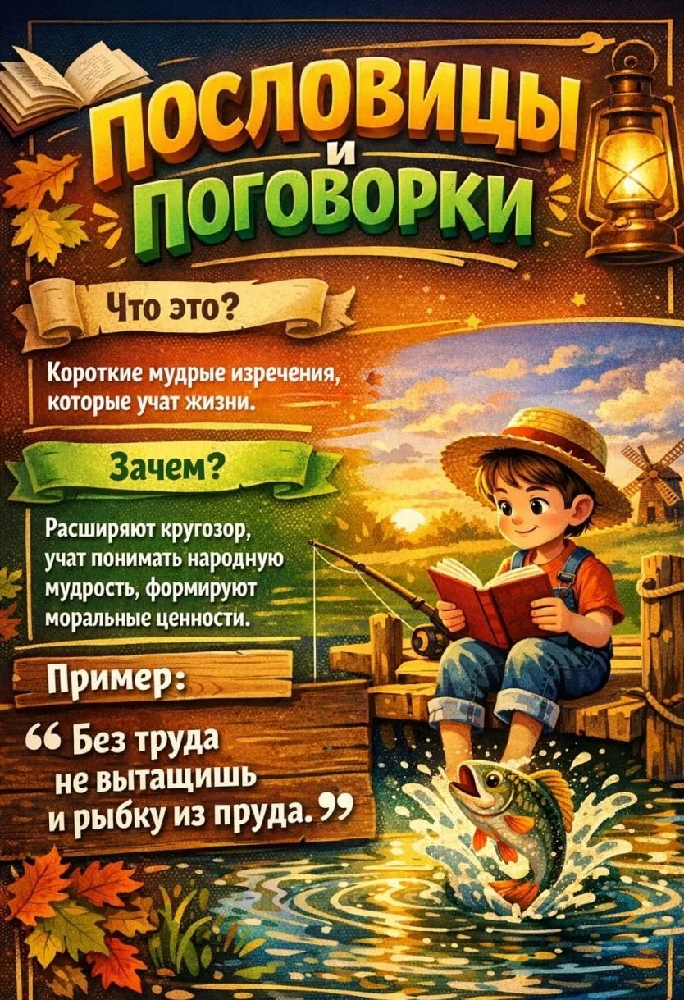 ПОСЛОВИЦЫ
и
ПОГОВОРКИ
Что это?
Короткие мудрые изречения,
которые учат жизни.
Зачем?
Расширяют кругозор,
учат понимать народную
мудрость, формируют
моральные ценности.
Пример:
“ Без труда
не вытащишь
и рыбку из пруда. ”